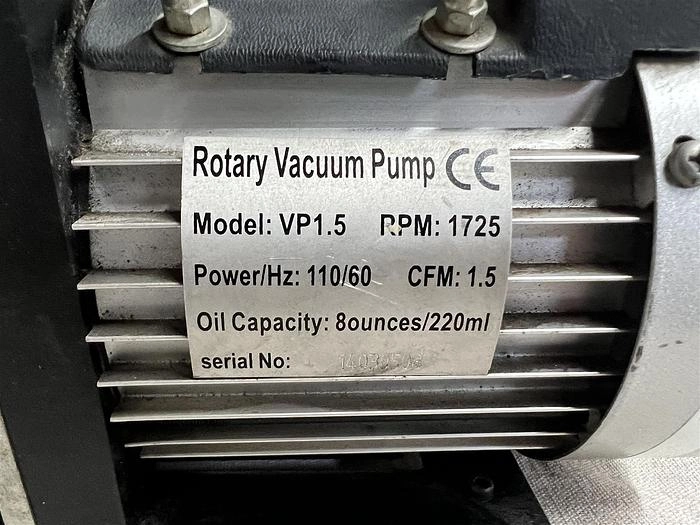 Rotary Vacuum Pump CE
Model: VP1.5 RPM: 1725
Power/Hz: 110/60 CFM: 1.5
Oil Capacity: 8ounces/220ml
serial No: